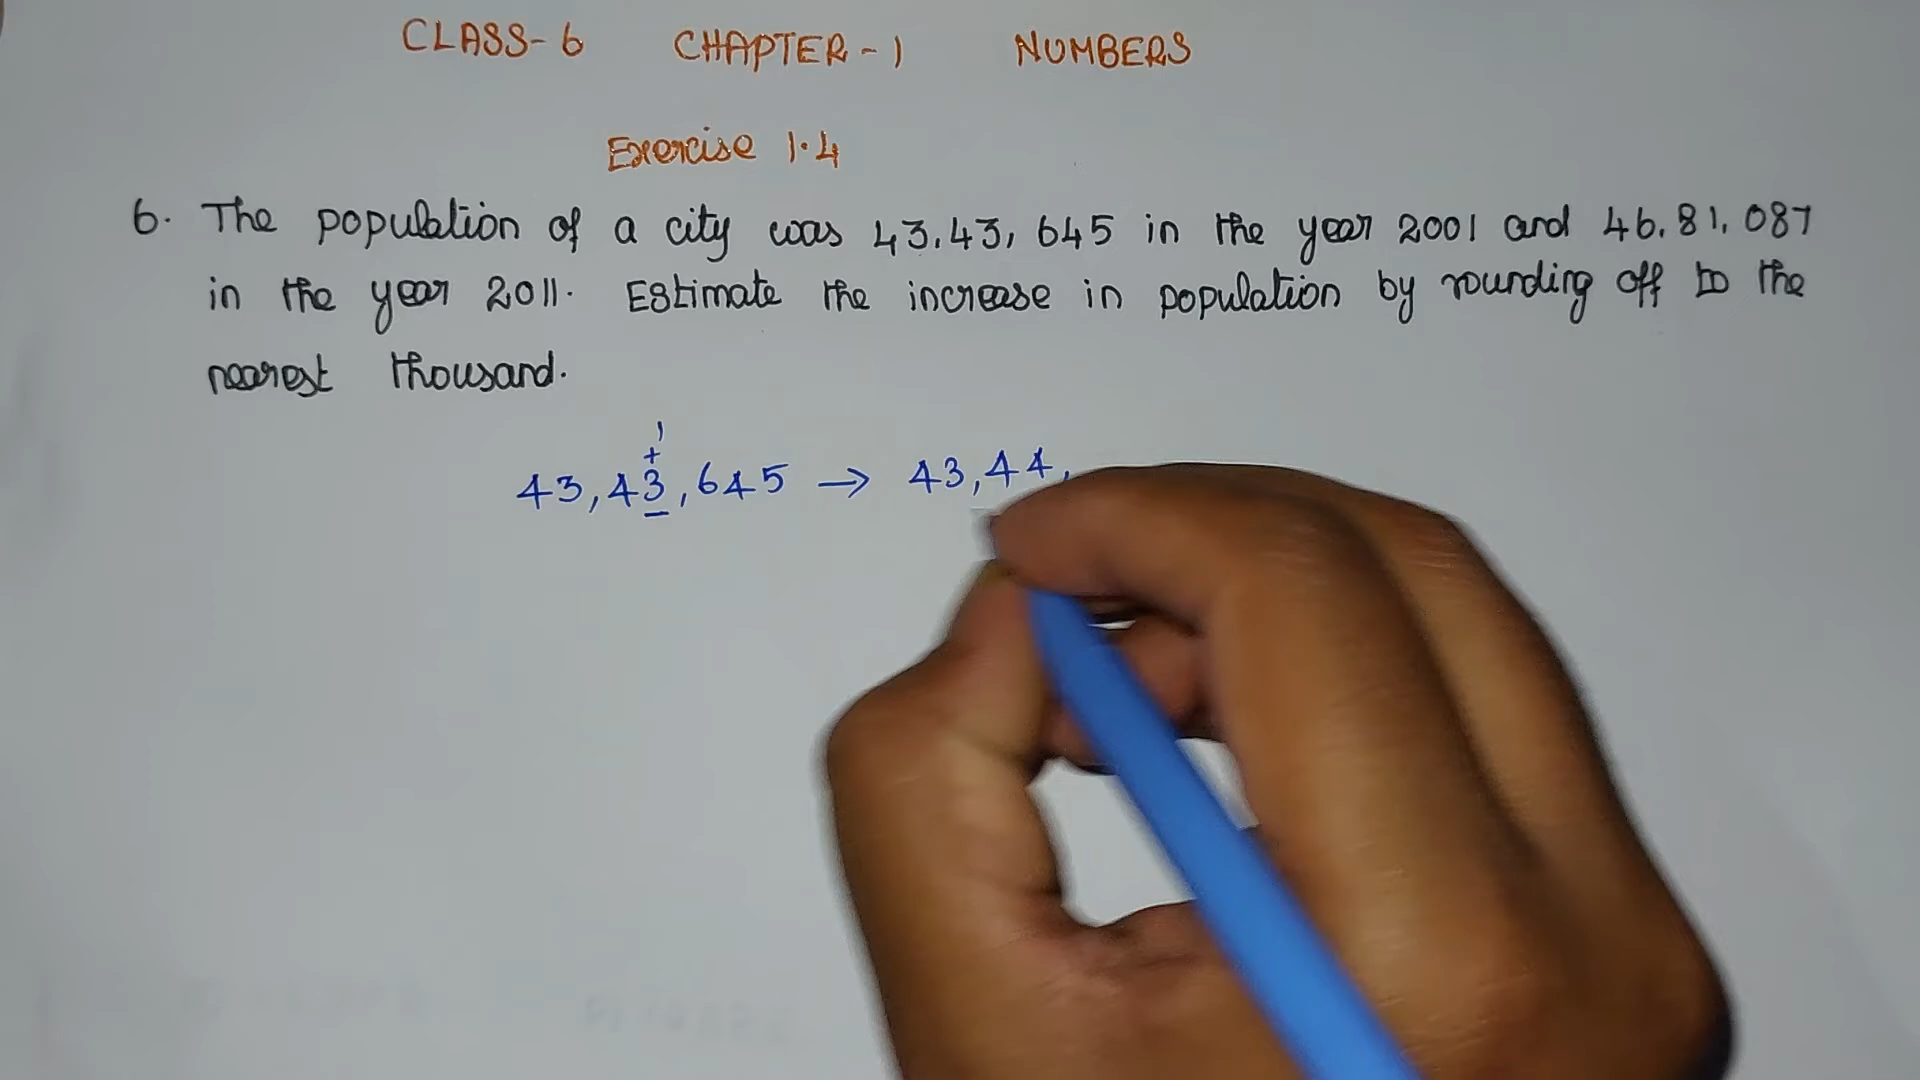 CLASS-6 CHAPTER-1 NUMBERS
Exercise 1.4
6. The population of a city was 43,43,645 in the year 2001 and 46,81,087
in the year 2011. Estimate the increase in population by rounding off to the
nearest thousand.
1
+
43,43,645 → 43,44,